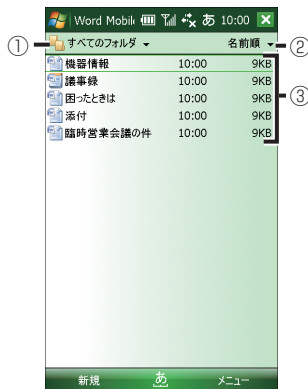 Word Mobile あ 10:00
① すべてのフォルダ 名前順 ②
機器情報 10:00 9KB
議事録 10:00 9KB
困ったときは 10:00 9KB
添付 10:00 9KB
臨時営業会議の件 10:00 9KB
③
新規 あ メニュー